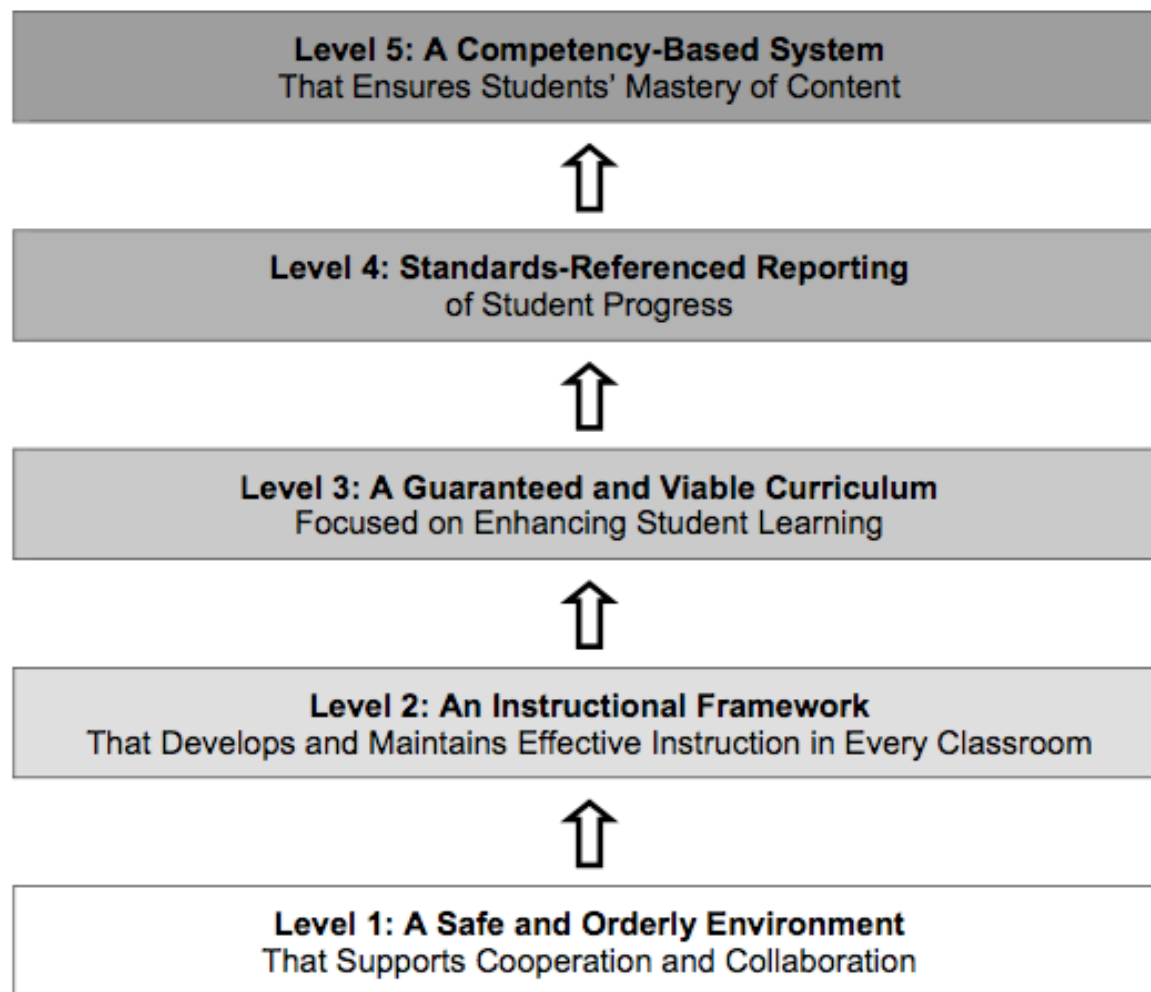 Level 5: A Competency-Based System
That Ensures Students’ Mastery of Content
Level 4: Standards-Referenced Reporting
of Student Progress
Level 3: A Guaranteed and Viable Curriculum
Focused on Enhancing Student Learning
Level 2: An Instructional Framework
That Develops and Maintains Effective Instruction in Every Classroom
Level 1: A Safe and Orderly Environment
That Supports Cooperation and Collaboration